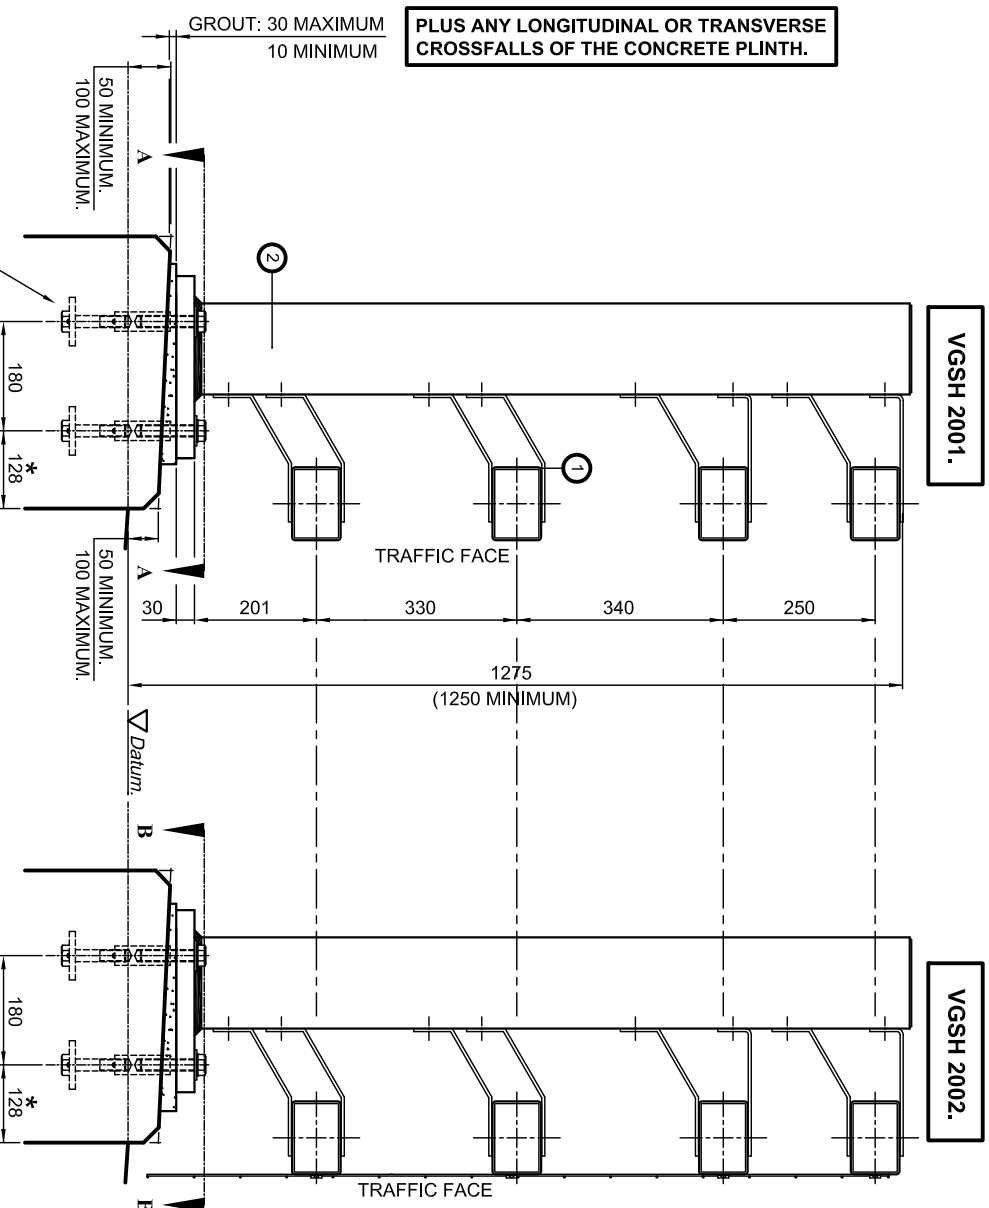 GROUT: 30 MAXIMUM
10 MINIMUM
PLUS ANY LONGITUDINAL OR TRANSVERSE
CROSSFALLS OF THE CONCRETE PLINTH.
50 MINIMUM.
100 MAXIMUM.
A
2
VGSH 2001.
1
180
*
128
TRAFFIC FACE
50 MINIMUM.
100 MAXIMUM.
A
30
201
330
340
250
1275
(1250 MINIMUM)
Datum.
B
VGSH 2002.
180
*
128
TRAFFIC FACE